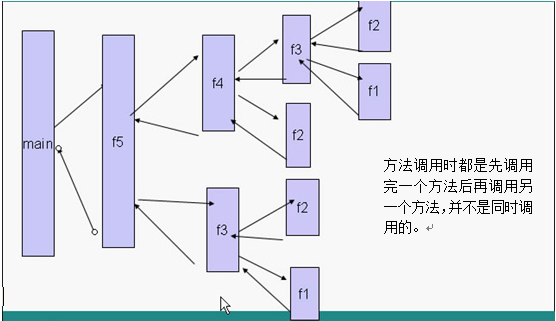 f2
f3
f4
f1
main
f5
f2
方法调用时都是先调用
完一个方法后再调用另
一个方法,并不是同时调
用的。
f3
f2
f1